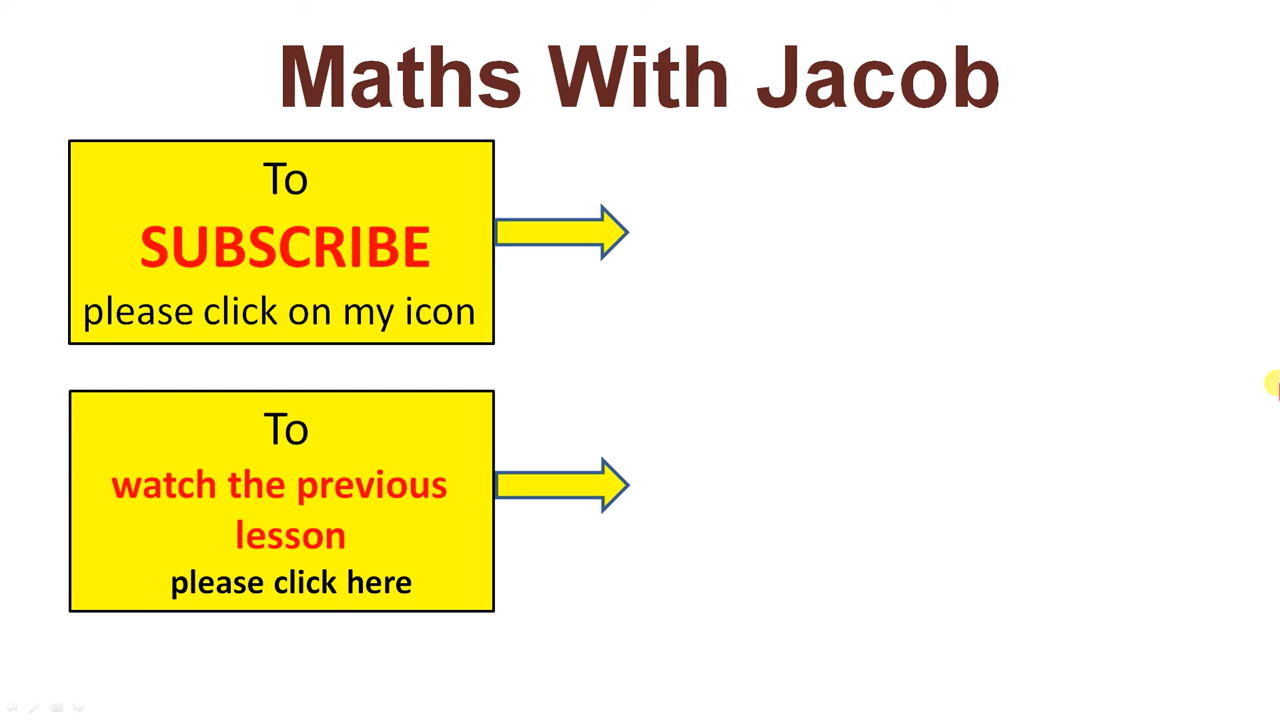 Maths With Jacob
To
SUBSCRIBE
please click on my icon
To
watch the previous
lesson
please click here